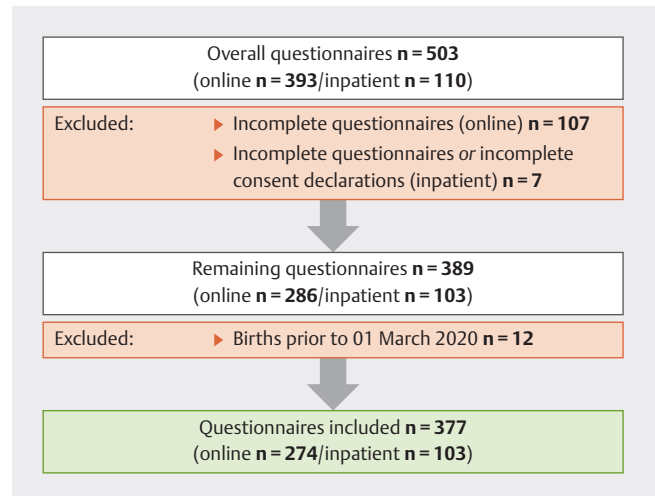 Overall questionnaires n = 503
(online n = 393/inpatient n = 110)
Excluded: ▶ Incomplete questionnaires (online) n = 107
▶ Incomplete questionnaires or incomplete
consent declarations (inpatient) n = 7
Remaining questionnaires n = 389
(online n = 286/inpatient n = 103)
Excluded: ▶ Births prior to 01 March 2020 n = 12
Questionnaires included n = 377
(online n = 274/inpatient n = 103)